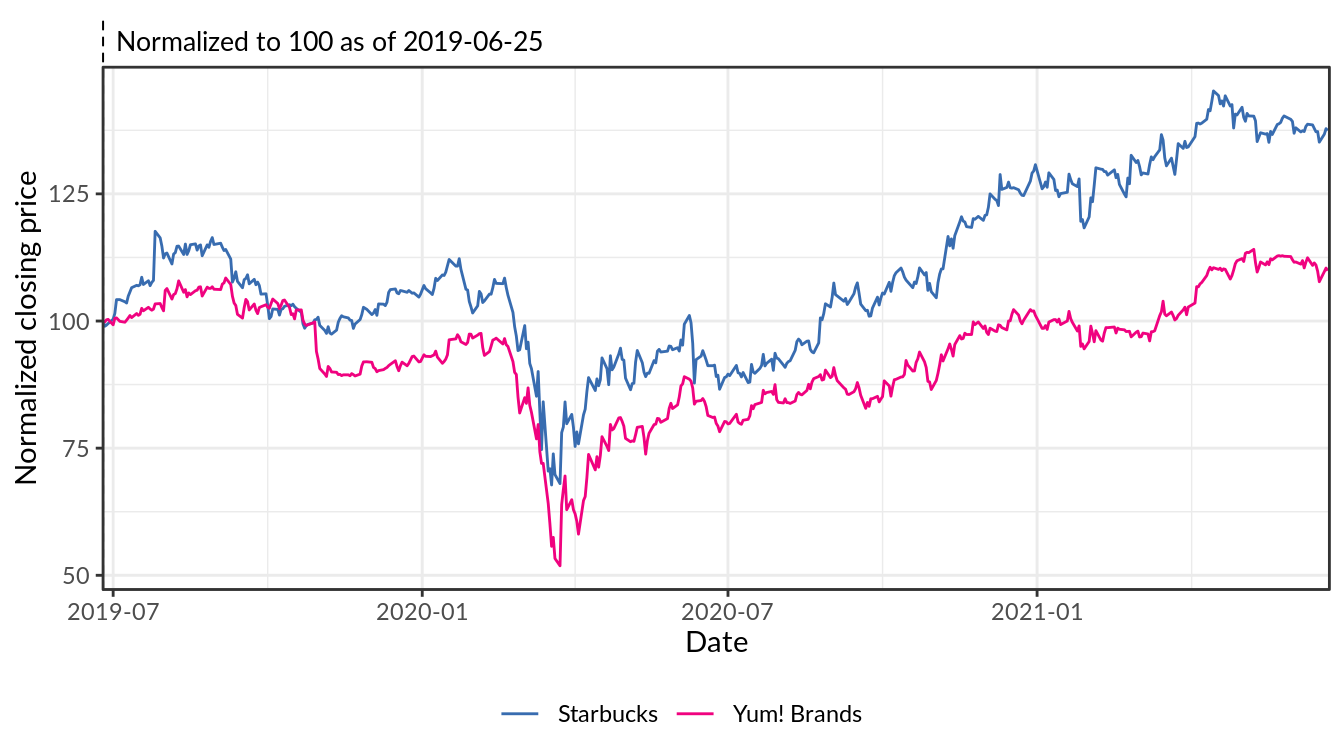 Normalized to 100 as of 2019-06-25
Normalized closing price
125
100
75
50
2019-07 2020-01 2020-07 2021-01
Date
Starbucks Yum! Brands